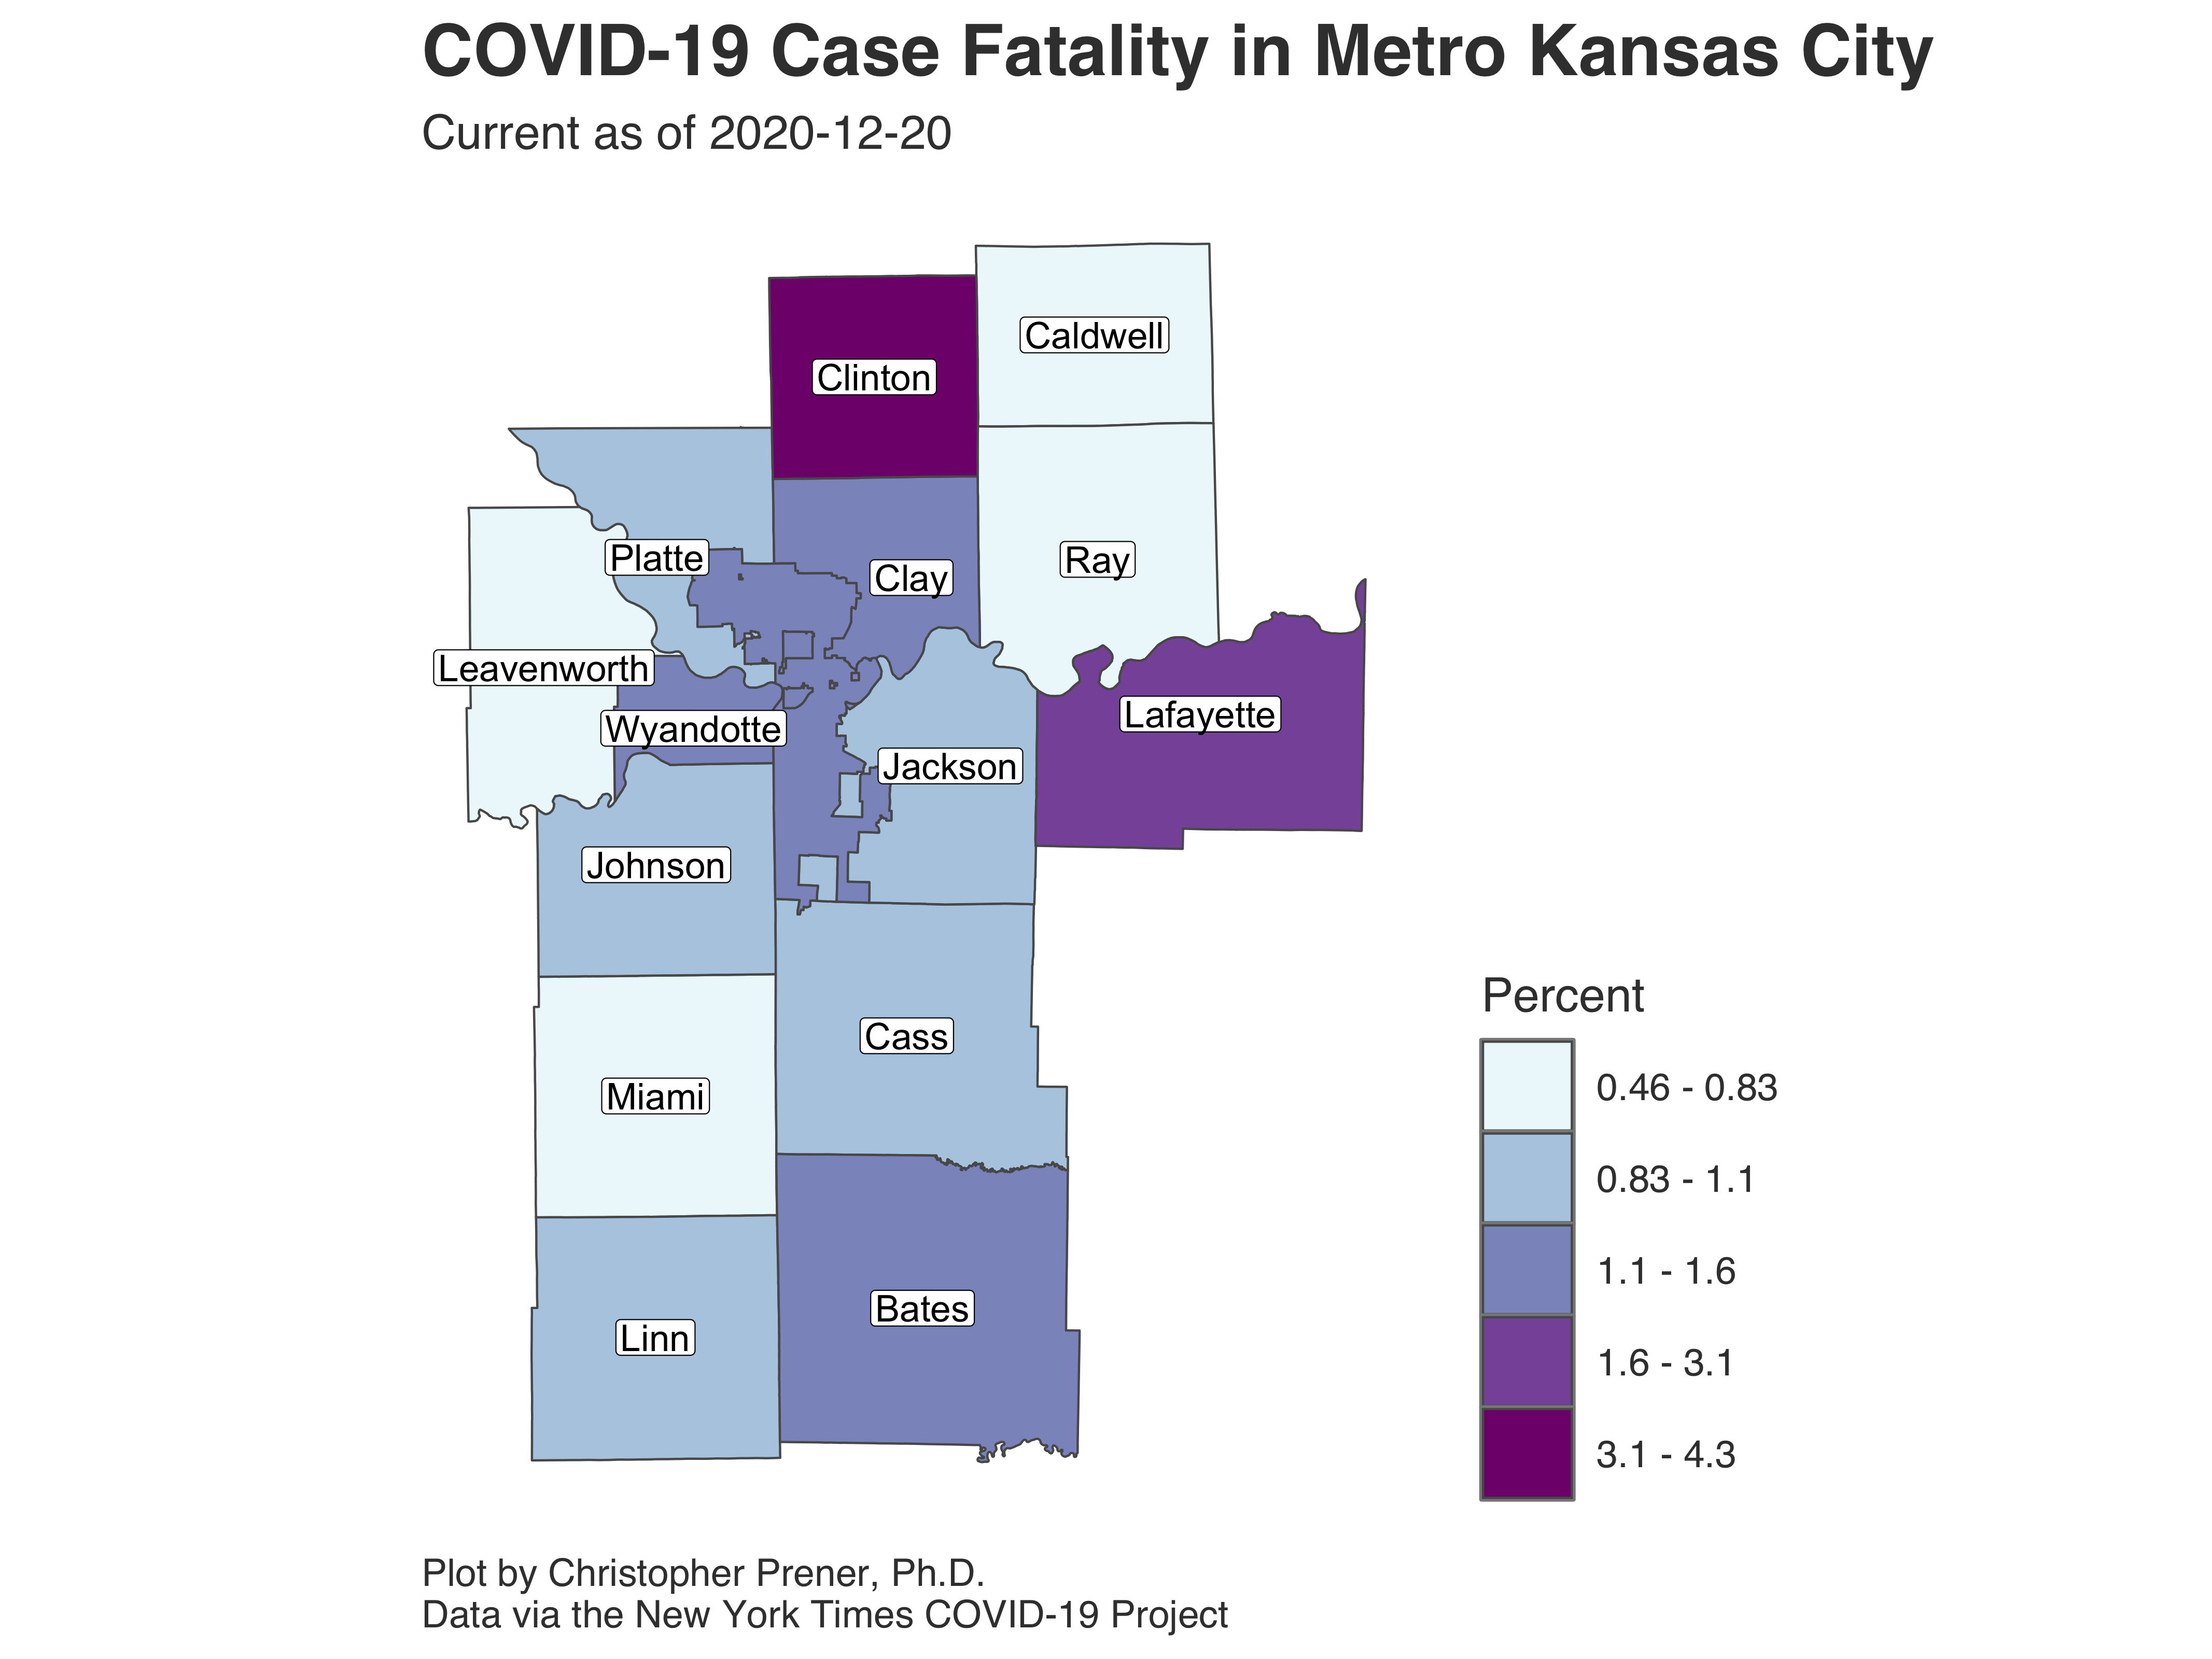 COVID-19 Case Fatality in Metro Kansas City
Current as of 2020-12-20
Caldwell
Clinton
Platte
Clay
Ray
Leavenworth
Wyandotte
Lafayette
Jackson
Johnson
Cass
Miami
Bates
Linn
Percent
0.46 - 0.83
0.83 - 1.1
1.1 - 1.6
1.6 - 3.1
3.1 - 4.3
Plot by Christopher Prener, Ph.D.
Data via the New York Times COVID-19 Project